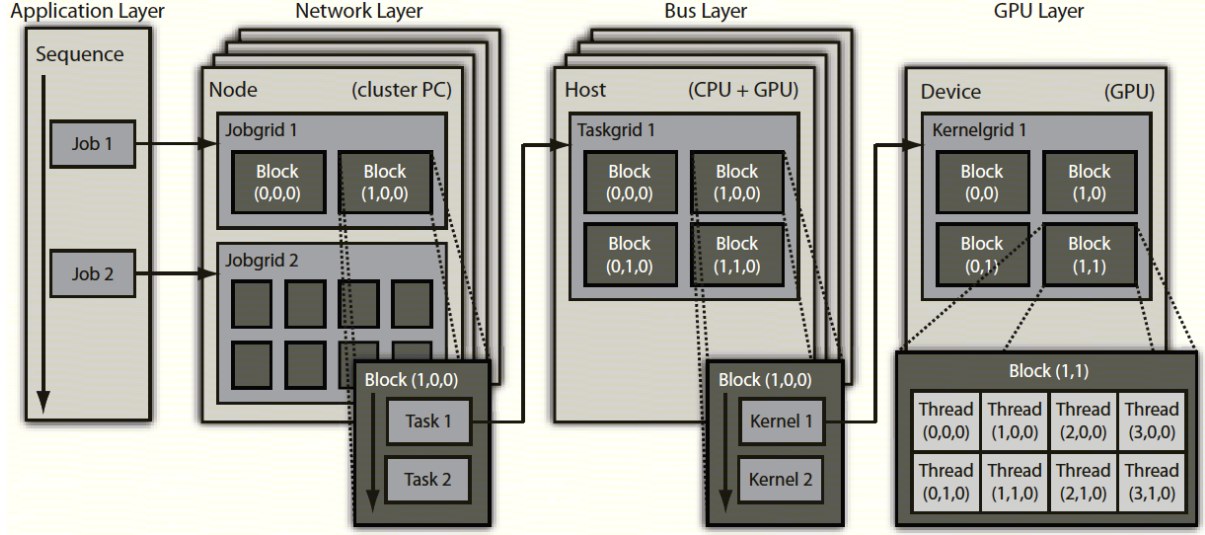 Application Layer
Network Layer
Bus Layer
GPU Layer
Sequence
Job 1
Job 2
Node (cluster PC)
Jobgrid 1
Block
(0,0,0)
Block
(1,0,0)
Jobgrid 2
Block (1,0,0)
Task 1
Task 2
Host (CPU + GPU)
Taskgrid 1
Block
(0,0,0)
Block
(1,0,0)
Block
(0,1,0)
Block
(1,1,0)
Block (1,0,0)
Kernel 1
Kernel 2
Device (GPU)
Kernelgrid 1
Block
(0,0)
Block
(1,0)
Block
(0,1)
Block
(1,1)
Block (1,1)
Thread
(0,0,0)
Thread
(1,0,0)
Thread
(2,0,0)
Thread
(3,0,0)
Thread
(0,1,0)
Thread
(1,1,0)
Thread
(2,1,0)
Thread
(3,1,0)